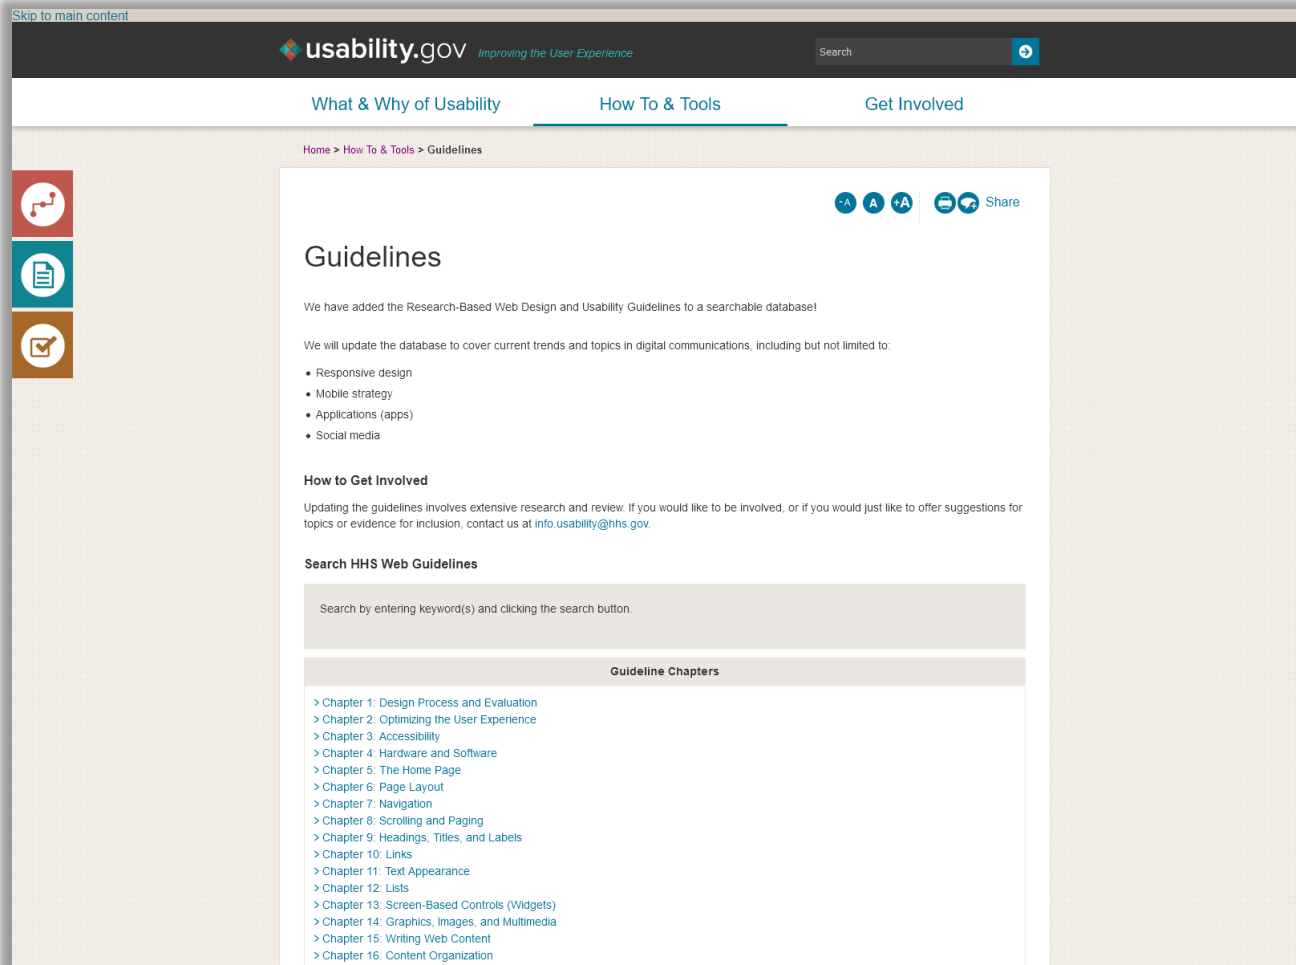 Skip to main content
usability.gov Improving the User Experience
Search
What & Why of Usability
How To & Tools
Get Involved
Home > How To & Tools > Guidelines
-A A +A Share
Guidelines
We have added the Research-Based Web Design and Usability Guidelines to a searchable database!
We will update the database to cover current trends and topics in digital communications, including but not limited to:
• Responsive design
• Mobile strategy
• Applications (apps)
• Social media
How to Get Involved
Updating the guidelines involves extensive research and review. If you would like to be involved, or if you would just like to offer suggestions for
topics or evidence for inclusion, contact us at info.usability@hhs.gov.
Search HHS Web Guidelines
Search by entering keyword(s) and clicking the search button.
Guideline Chapters
> Chapter 1: Design Process and Evaluation
> Chapter 2: Optimizing the User Experience
> Chapter 3: Accessibility
> Chapter 4: Hardware and Software
> Chapter 5: The Home Page
> Chapter 6: Page Layout
> Chapter 7: Navigation
> Chapter 8: Scrolling and Paging
> Chapter 9: Headings, Titles, and Labels
> Chapter 10: Links
> Chapter 11: Text Appearance
> Chapter 12: Lists
> Chapter 13: Screen-Based Controls (Widgets)
> Chapter 14: Graphics, Images, and Multimedia
> Chapter 15: Writing Web Content
> Chapter 16: Content Organization